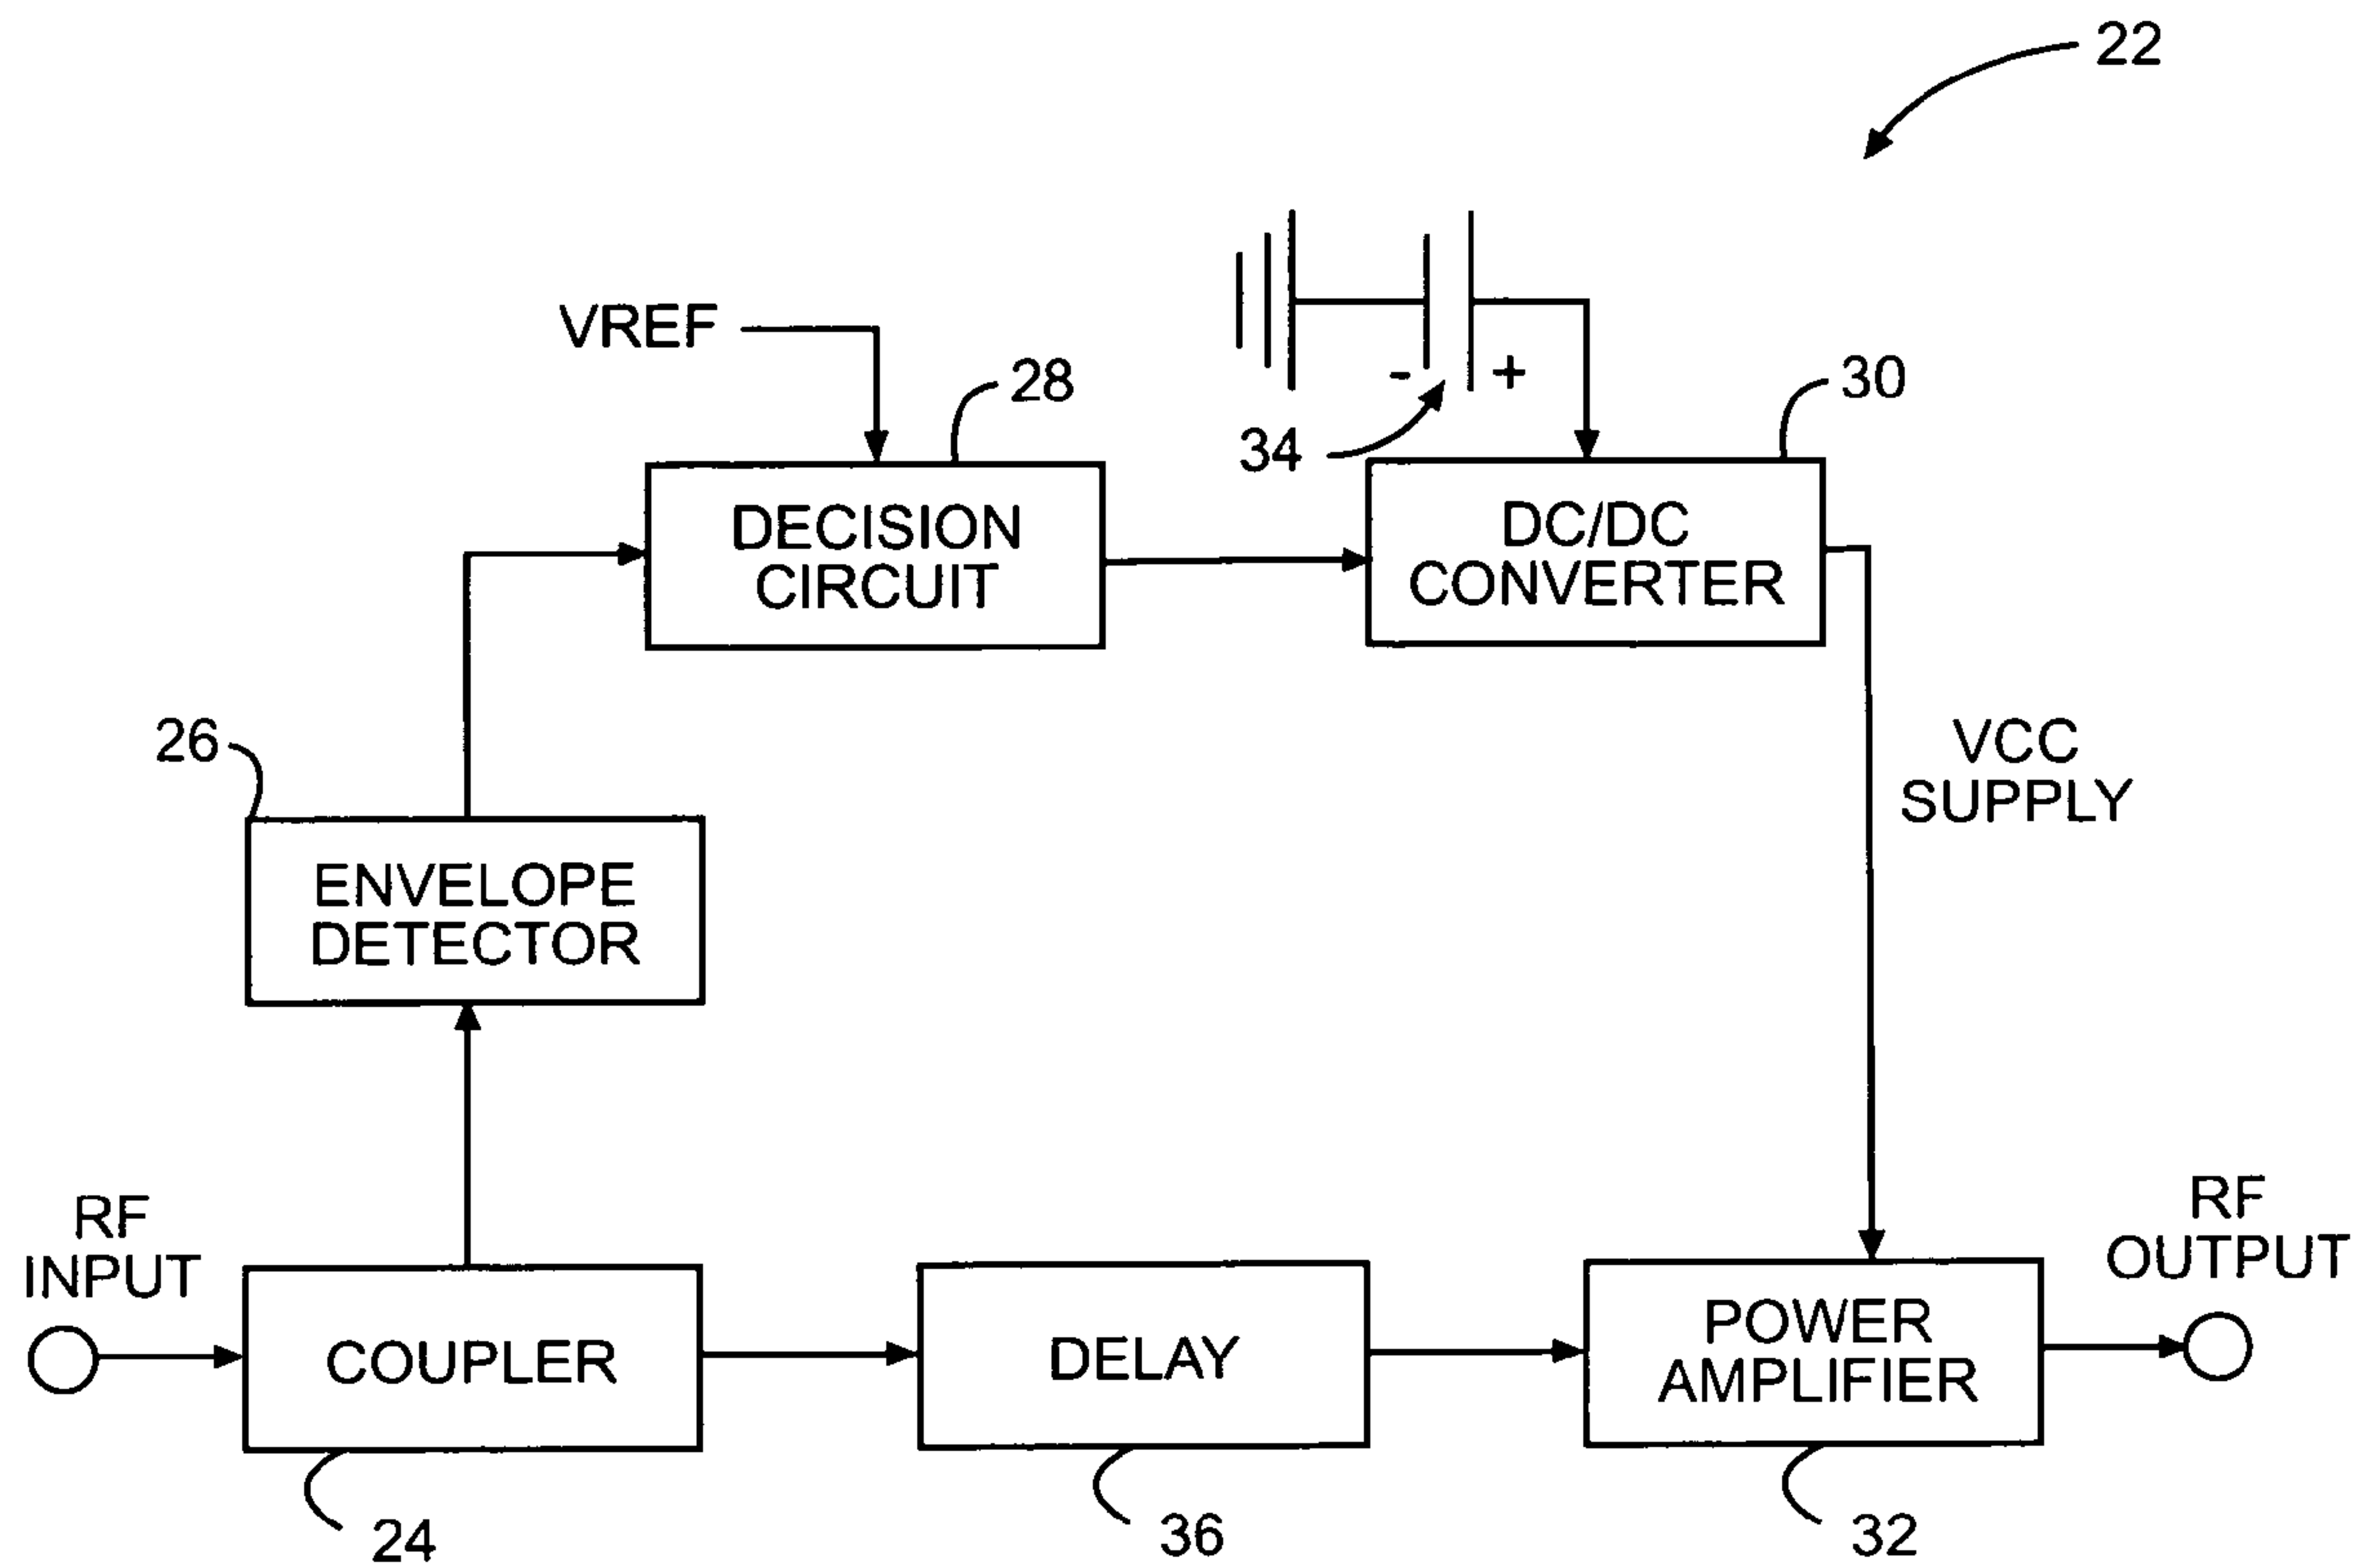 22
VREF
28
- +
30
34
DECISION
CIRCUIT
DC/DC
CONVERTER
26
VCC
SUPPLY
ENVELOPE
DETECTOR
RF
INPUT
RF
OUTPUT
COUPLER
DELAY
POWER
AMPLIFIER
24
36
32